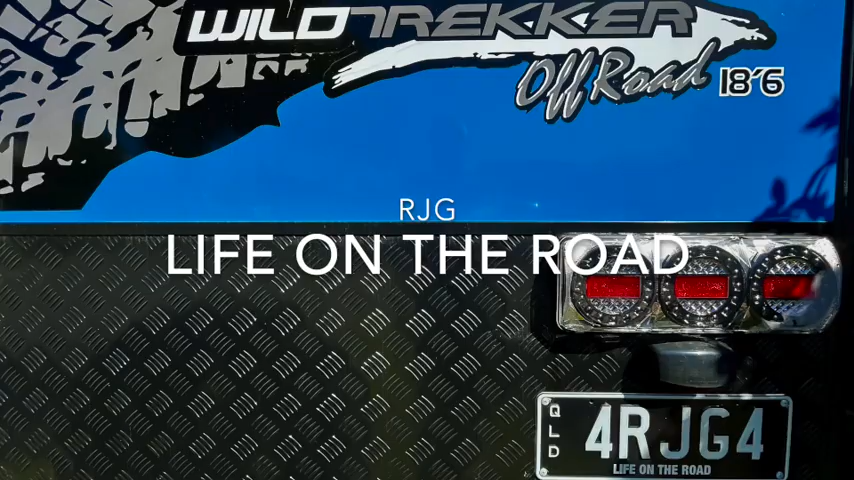 WILDTREKKER
Off Road 18'6
RJG
LIFE ON THE ROAD
QLD
4RJG4
LIFE ON THE ROAD